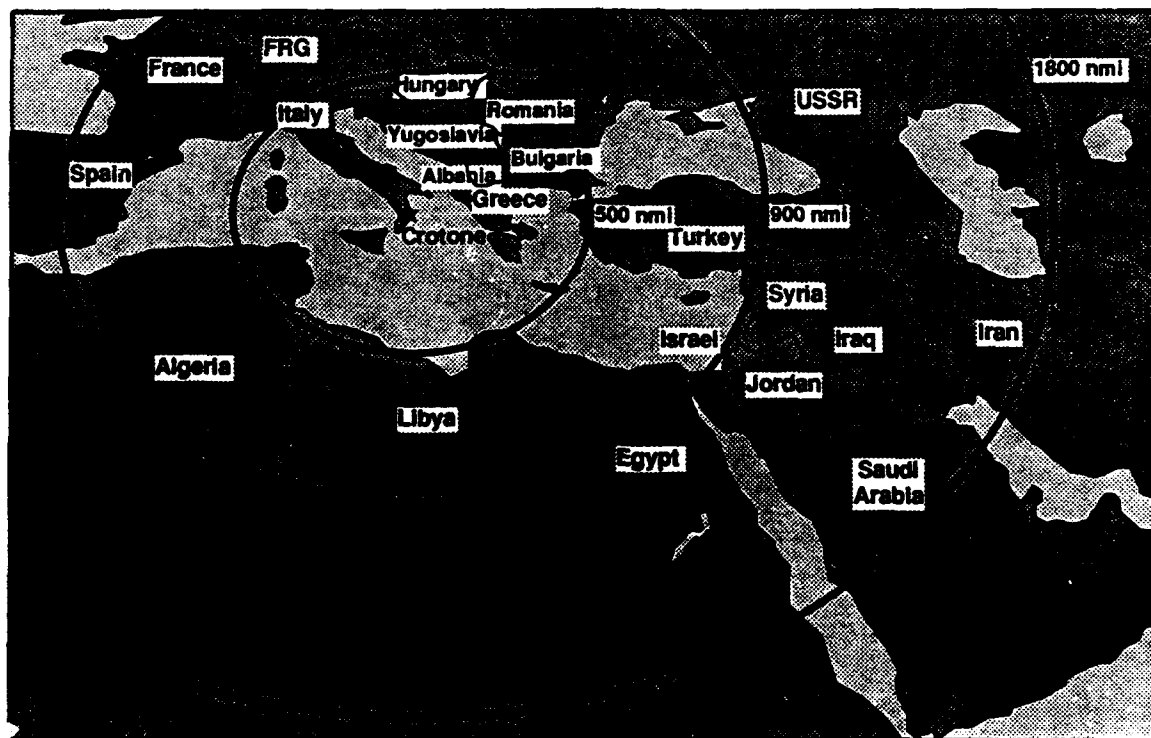 FRG
France
1800 nmi
Hungary
USSR
Italy
Romania
Yugoslavia
Bulgaria
Spain
Albania
Greece
500 nmi
900 nmi
Crotone
Turkey
Syria
Israel
Iraq
Iran
Algeria
Jordan
Libya
Egypt
Saudi
Arabia